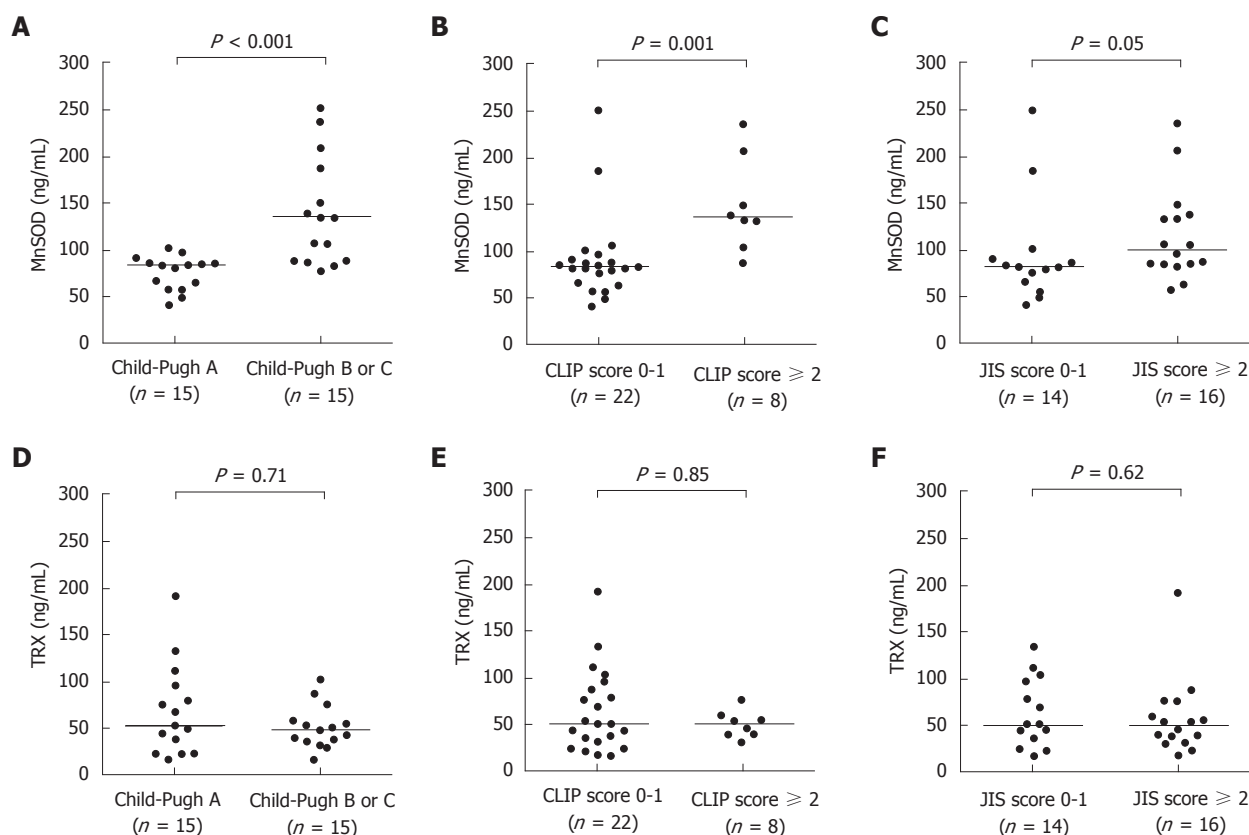 A
P < 0.001
MnSOD (ng/mL)
300
250
200
150
100
50
0
Child-Pugh A
(n = 15)
Child-Pugh B or C
(n = 15)
B
P = 0.001
MnSOD (ng/mL)
300
250
200
150
100
50
0
CLIP score 0-1
(n = 22)
CLIP score ⩾ 2
(n = 8)
C
P = 0.05
MnSOD (ng/mL)
300
250
200
150
100
50
0
JIS score 0-1
(n = 14)
JIS score ⩾ 2
(n = 16)
D
P = 0.71
TRX (ng/mL)
300
250
200
150
100
50
0
Child-Pugh A
(n = 15)
Child-Pugh B or C
(n = 15)
E
P = 0.85
TRX (ng/mL)
300
250
200
150
100
50
0
CLIP score 0-1
(n = 22)
CLIP score ⩾ 2
(n = 8)
F
P = 0.62
TRX (ng/mL)
300
250
200
150
100
50
0
JIS score 0-1
(n = 14)
JIS score ⩾ 2
(n = 16)